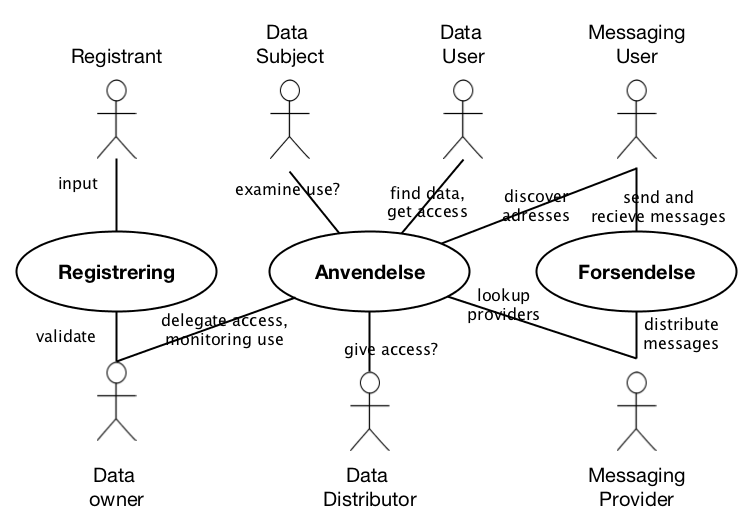 Registrant
Data
Subject
Data
User
Messaging
User
input
examine use?
find data,
get access
discover
adresses
send and
recieve messages
Registrering
Anvendelse
Forsendelse
validate
delegate access,
monitoring use
give access?
lookup
providers
distribute
messages
Data
owner
Data
Distributor
Messaging
Provider